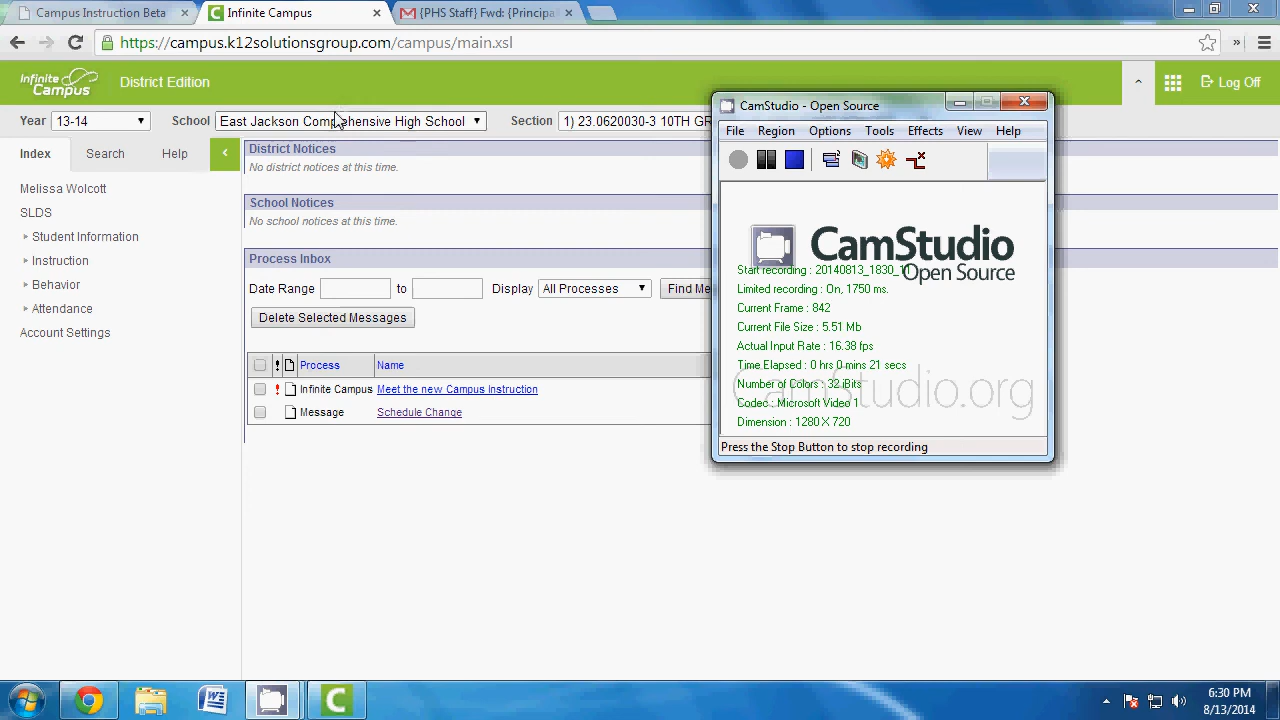 Campus Instruction Beta
Infinite Campus
{PHS Staff} Fwd: {Principal
https://campus.k12solutionsgroup.com/campus/main.xsl
Infinite Campus
District Edition
Log Off
Year 13-14 School East Jackson Comprehensive High School Section 1) 23.0620030-3 10TH GR
Index Search Help
Melissa Wolcott
SLDS
Student Information
Instruction
Behavior
Attendance
Account Settings
District Notices
No district notices at this time.
School Notices
No school notices at this time.
Process Inbox
Date Range to Display All Processes Find Me
Delete Selected Messages
! Process Name
! Infinite Campus Meet the new Campus Instruction
Message Schedule Change
CamStudio - Open Source
File Region Options Tools Effects View Help
CamStudio
Open Source
Start recording : 20140813_1830_11
Limited recording : On, 1750 ms.
Current Frame : 842
Current File Size : 5.51 Mb
Actual Input Rate : 16.38 fps
Time Elapsed : 0 hrs 0 mins 21 secs
Number of Colors : 32 Bits
Codec : Microsoft Video 1
Dimension : 1280 X 720
CamStudio.org
Press the Stop Button to stop recording
6:30 PM
8/13/2014